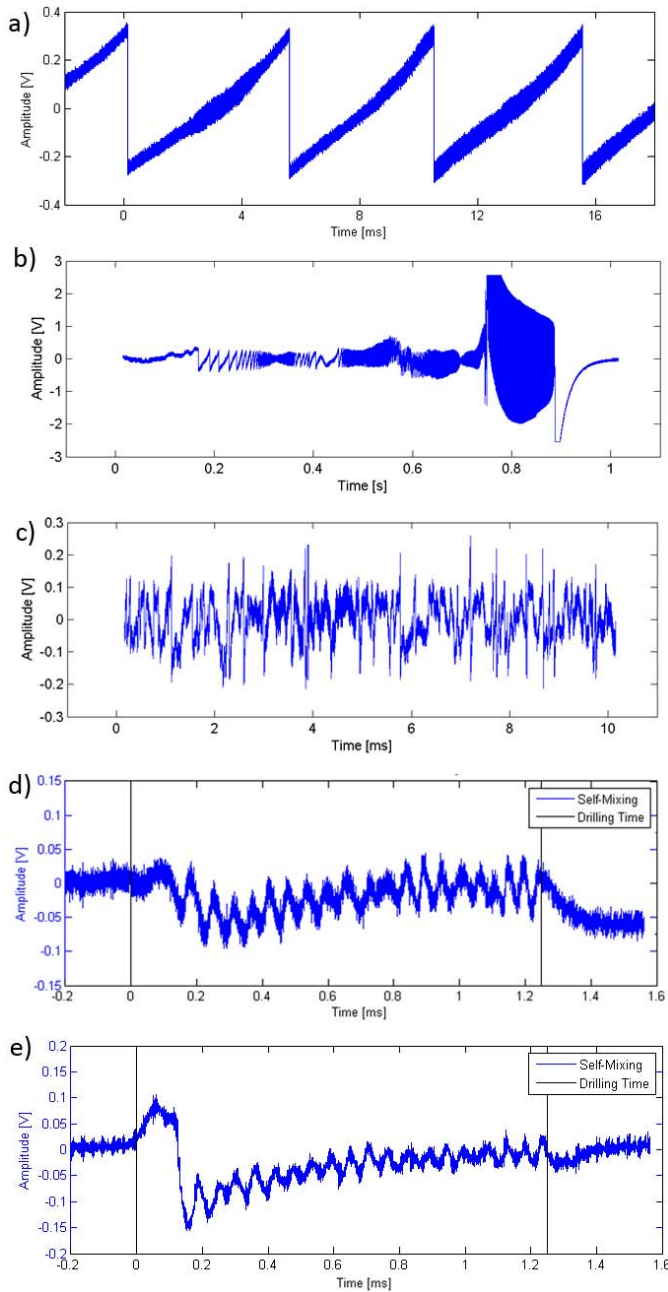 a)
0.4
0.2
0
-0.2
-0.4
Amplitude [V]
0 4 8 12 16
Time [ms]
b)
3
2
1
0
-1
-2
-3
Amplitude [V]
0 0.2 0.4 0.6 0.8 1
Time [s]
c)
0.3
0.2
0.1
0
-0.1
-0.2
-0.3
Amplitude [V]
0 2 4 6 8 10
Time [ms]
d)
0.15
0.1
0.05
0
-0.05
-0.1
-0.15
Amplitude [V]
Self-Mixing
Drilling Time
-0.2 0 0.2 0.4 0.6 0.8 1 1.2 1.4 1.6
Time [ms]
e)
0.2
0.15
0.1
0.05
0
-0.05
-0.1
-0.15
-0.2
Amplitude [V]
Self-Mixing
Drilling Time
-0.2 0 0.2 0.4 0.6 0.8 1 1.2 1.4 1.6
Time [ms]